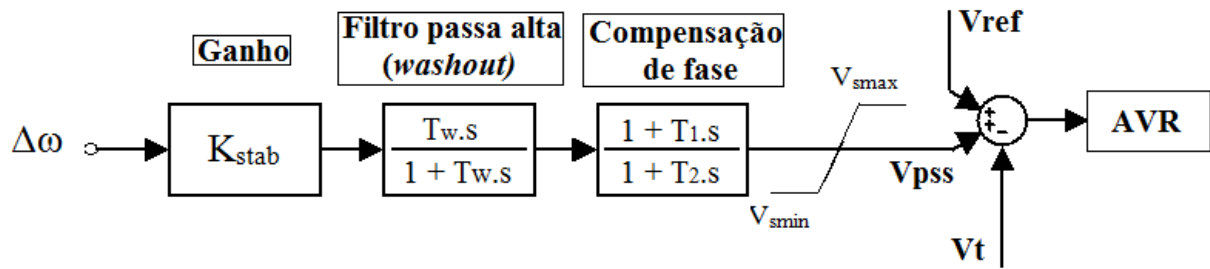 Ganho
Filtro passa alta
(washout)
Compensação
de fase
Vref
Vsmax
Δω
Kstab
Tw.s
1 + Tw.s
1 + T1.s
1 + T2.s
+
+
-
AVR
Vpss
Vsmin
Vt